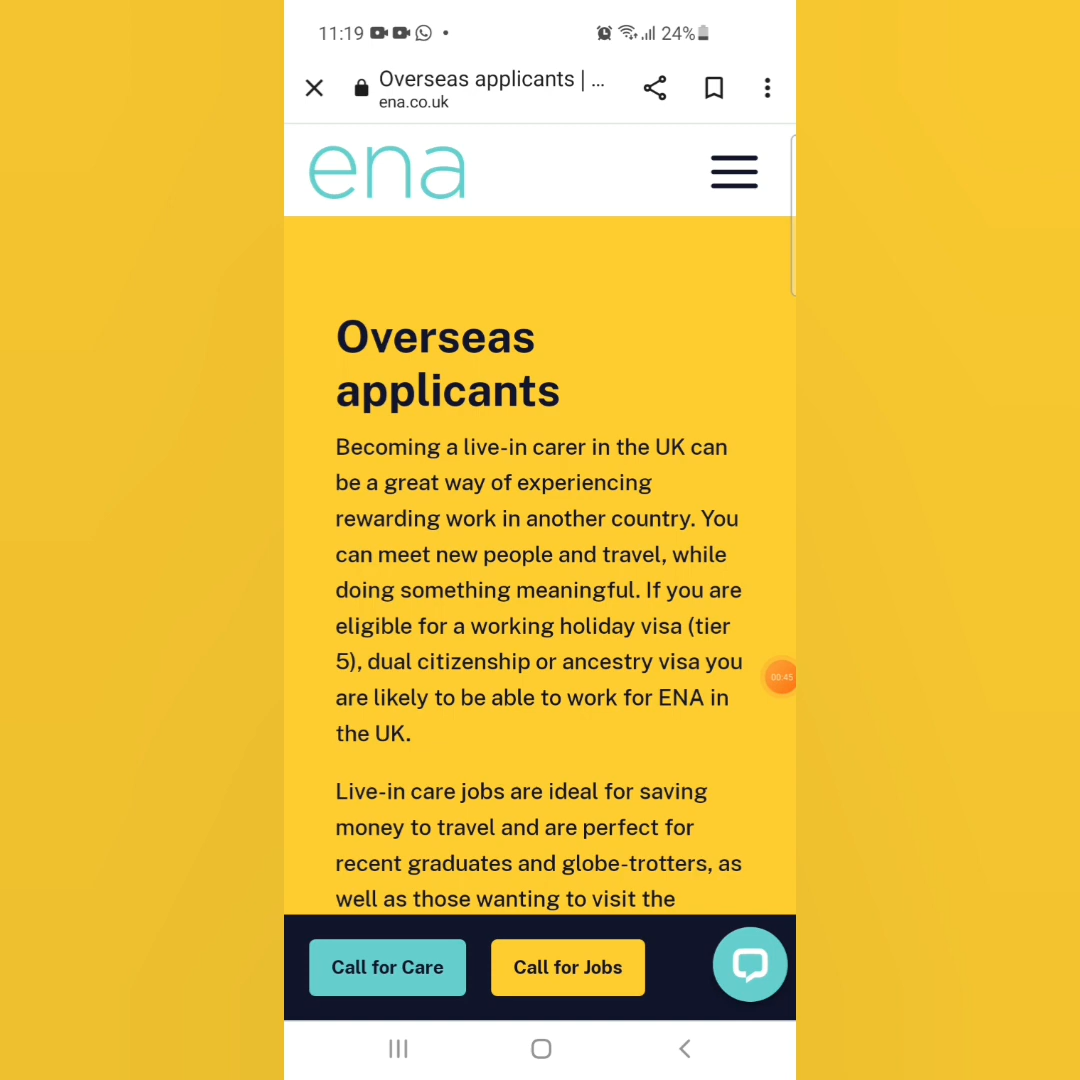 11:19
24%
Overseas applicants | ...
ena.co.uk
ena
Overseas
applicants
Becoming a live-in carer in the UK can
be a great way of experiencing
rewarding work in another country. You
can meet new people and travel, while
doing something meaningful. If you are
eligible for a working holiday visa (tier
5), dual citizenship or ancestry visa you
are likely to be able to work for ENA in
the UK.
00:45
Live-in care jobs are ideal for saving
money to travel and are perfect for
recent graduates and globe-trotters, as
well as those wanting to visit the
Call for Care
Call for Jobs